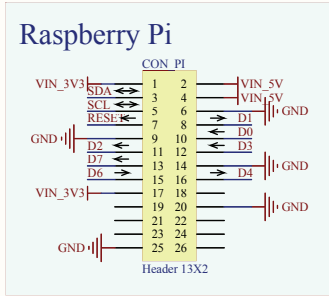 Raspberry Pi
CON_PI
VIN_3V3 1 2 VIN_5V
SDA 3 4 VIN_5V
SCL 5 6 GND
RESET 7 8 D1
GND 9 10 D0
D2 11 12 D3
D7 13 14 GND
D6 15 16 D4
VIN_3V3 17 18
19 20 GND
21 22
23 24
GND 25 26
Header 13X2